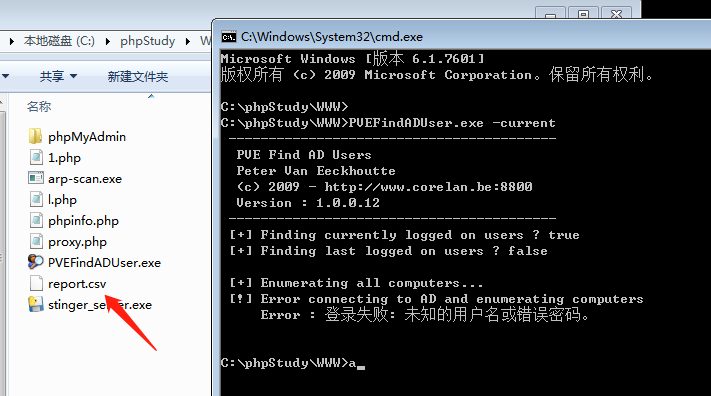 本地磁盘 (C:) ▸ phpStudy ▸ W
共享 ▾ 新建文件夹
名称
phpMyAdmin
1.php
arp-scan.exe
l.php
phpinfo.php
proxy.php
PVEFindADUser.exe
report.csv
stinger_server.exe
C:\Windows\System32\cmd.exe
Microsoft Windows [版本 6.1.7601]
版权所有 (c) 2009 Microsoft Corporation。保留所有权利。
C:\phpStudy\WWW>
C:\phpStudy\WWW>PVEFindADUser.exe -current
-----------------------------------------
PVE Find AD Users
Peter Van Eeckhoutte
(c) 2009 - http://www.corelan.be:8800
Version : 1.0.0.12
-----------------------------------------
[+] Finding currently logged on users ? true
[+] Finding last logged on users ? false
[+] Enumerating all computers...
[!] Error connecting to AD and enumerating computers
Error : 登录失败: 未知的用户名或错误密码。
C:\phpStudy\WWW>a_